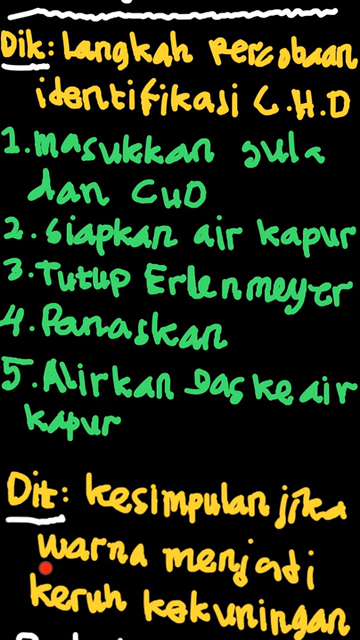 Dik: Langkah Percobaan
identifikasi C.H.O
1. masukkan gula
dan CuO
2. Siapkan air kapur
3. Tutup Erlenmeyer
4. Panaskan
5. Alirkan gas ke air
kapur
Dit: kesimpulan jika
warna menjadi
keruh kekuningan